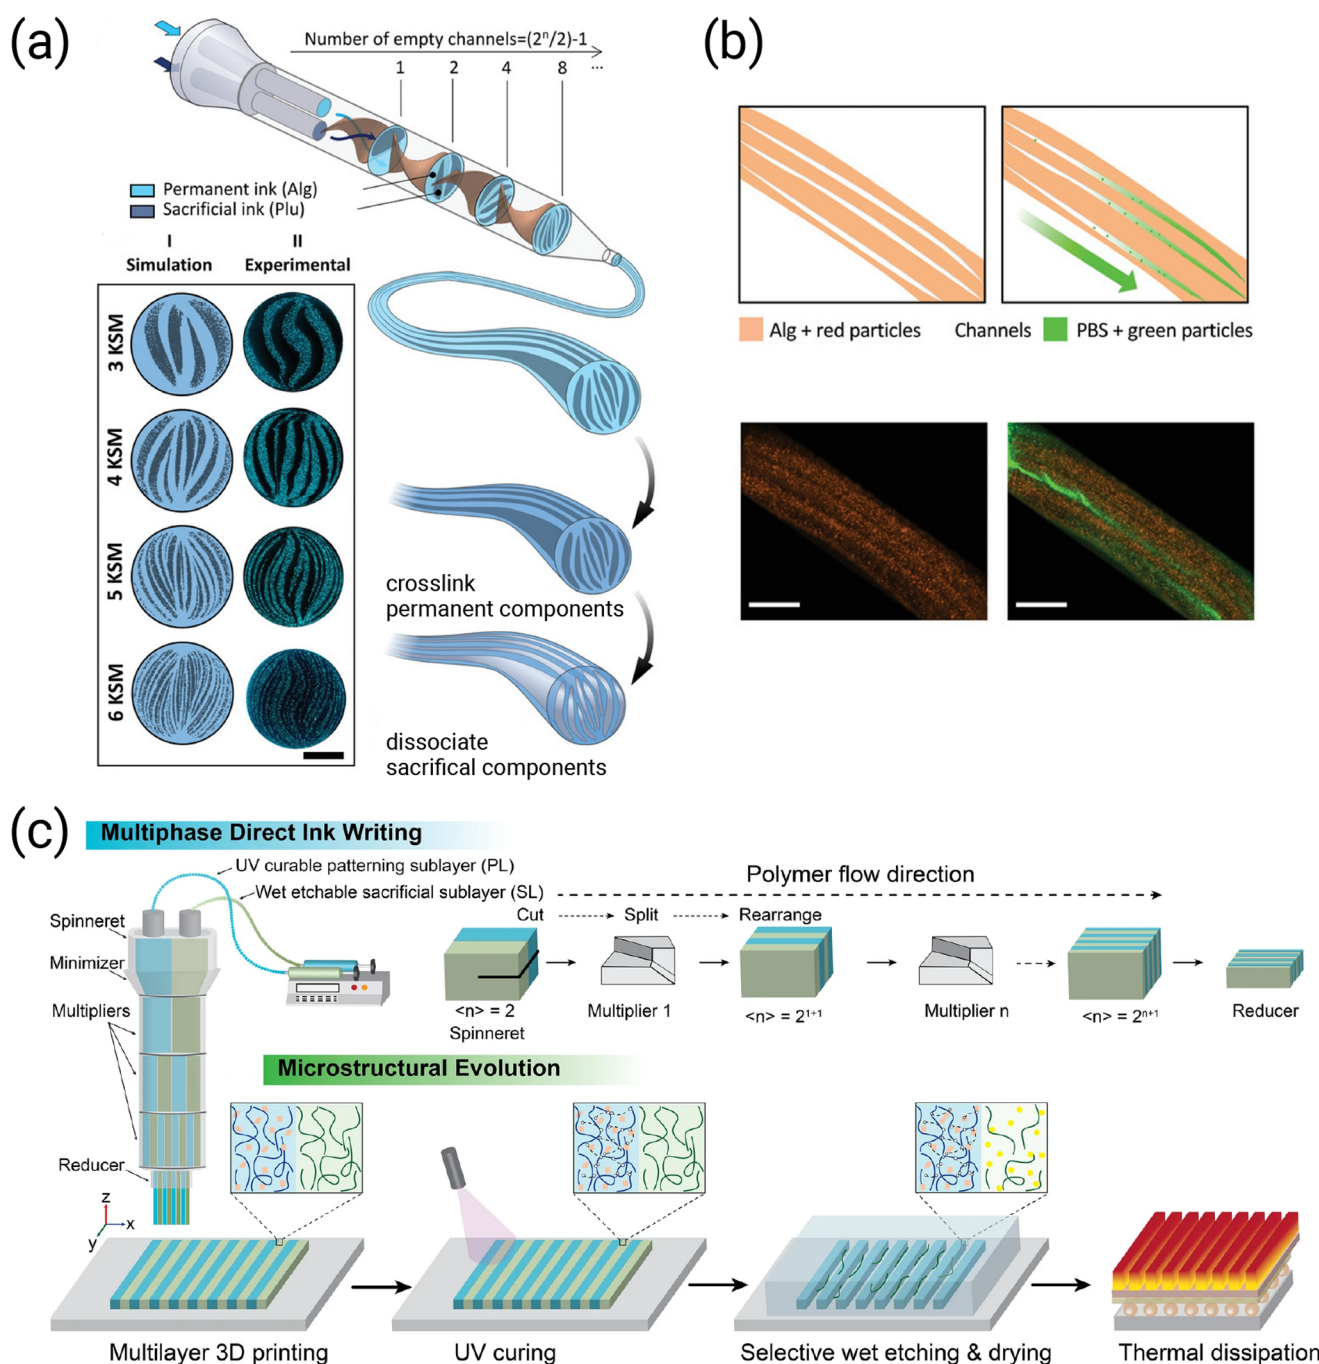 (a)
Number of empty channels=(2ⁿ/2)-1
1 2 4 8 ...
Permanent ink (Alg)
Sacrificial ink (Plu)
I
Simulation
II
Experimental
3 KSM
4 KSM
5 KSM
6 KSM
crosslink
permanent components
dissociate
sacrifical components
(b)
Alg + red particles
Channels
PBS + green particles
(c)
Multiphase Direct Ink Writing
UV curable patterning sublayer (PL)
Wet etchable sacrificial sublayer (SL)
Spinneret
Minimizer
Multipliers
Reducer
z
x
y
Polymer flow direction
Cut
Split
Rearrange
<n> = 2
Spinneret
Multiplier 1
<n> = 2¹⁺¹
Multiplier n
<n> = 2ⁿ⁺¹
Reducer
Microstructural Evolution
Multilayer 3D printing
UV curing
Selective wet etching & drying
Thermal dissipation